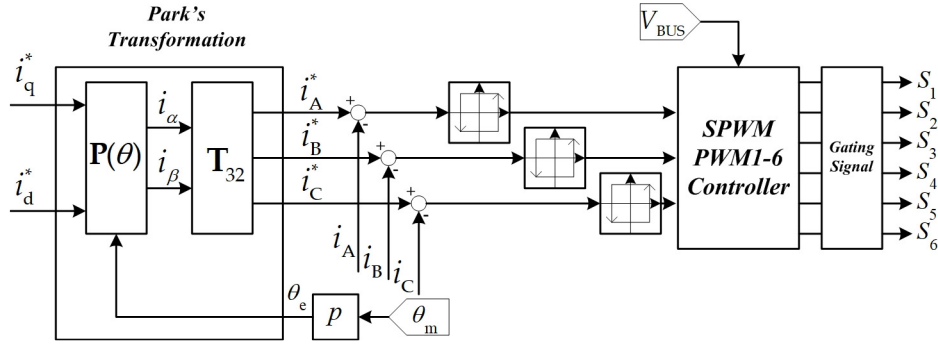 Park's
Transformation
i*q
i*d
P(θ)
iα
iβ
T32
i*A
i*B
i*C
+
-
+
-
+
-
iA
iB
iC
θe
p
θm
VBUS
SPWM
PWM1-6
Controller
Gating
Signal
S1
S2
S3
S4
S5
S6